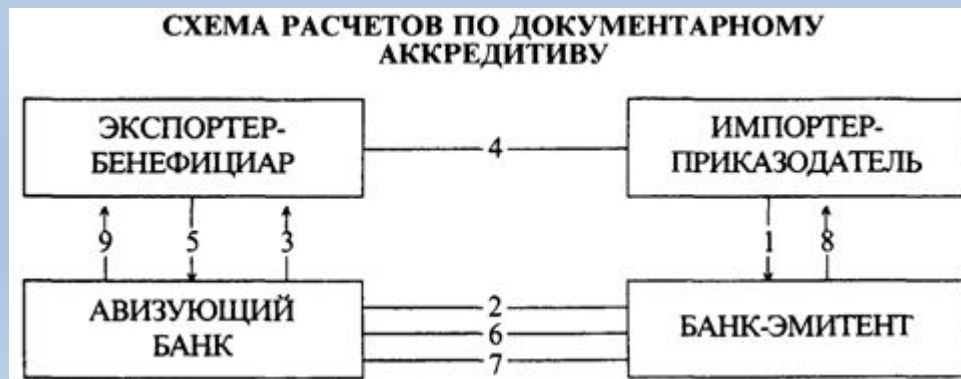 СХЕМА РАСЧЕТОВ ПО ДОКУМЕНТАРНОМУ
АККРЕДИТИВУ
ЭКСПОРТЕР-
БЕНЕФИЦИАР
4
ИМПОРТЕР-
ПРИКАЗОДАТЕЛЬ
9 5 3 1 8
АВИЗУЮЩИЙ
БАНК
2
6
7
БАНК-ЭМИТЕНТ